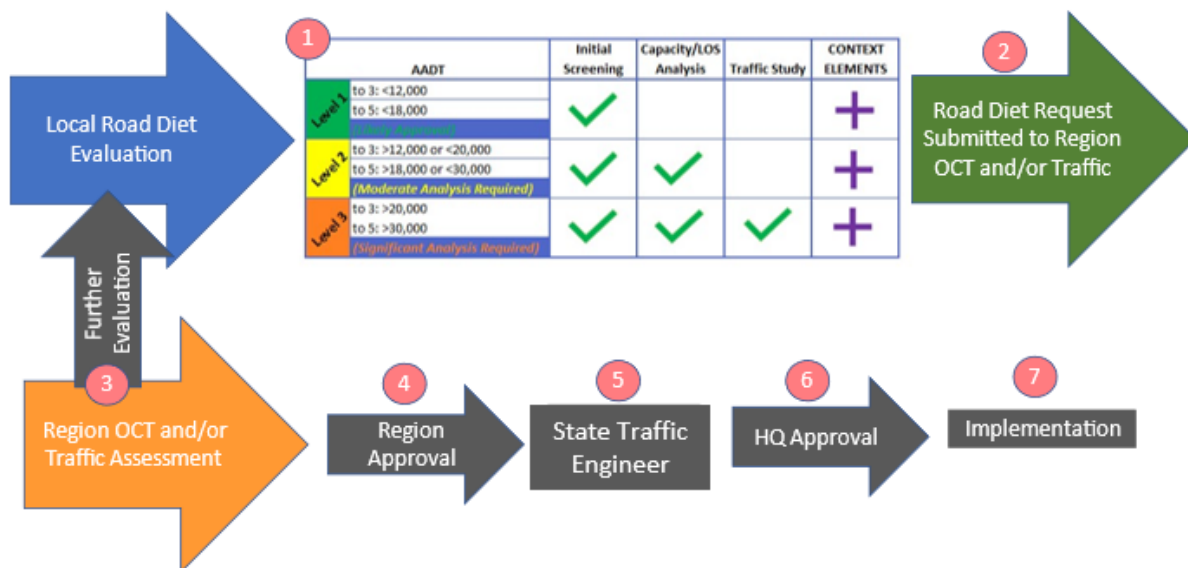 Local Road Diet
Evaluation
1
AADT
Initial
Screening
Capacity/LOS
Analysis
Traffic Study
CONTEXT
ELEMENTS
Level 1
to 3: <12,000
to 5: <18,000
(Likely Approval)
Level 2
to 3: >12,000 or <20,000
to 5: >18,000 or <30,000
(Moderate Analysis Required)
Level 3
to 3: >20,000
to 5: >30,000
(Significant Analysis Required)
2
Road Diet Request
Submitted to Region
OCT and/or Traffic
Further
Evaluation
3
Region OCT and/or
Traffic Assessment
4
Region
Approval
5
State Traffic
Engineer
6
HQ Approval
7
Implementation